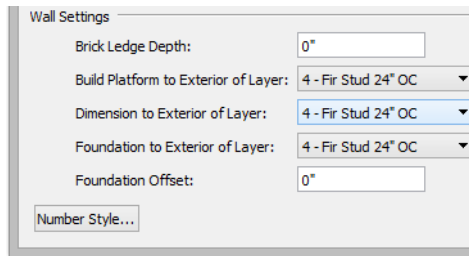 Wall Settings
Brick Ledge Depth: 0"
Build Platform to Exterior of Layer: 4 - Fir Stud 24" OC
Dimension to Exterior of Layer: 4 - Fir Stud 24" OC
Foundation to Exterior of Layer: 4 - Fir Stud 24" OC
Foundation Offset: 0"
Number Style...